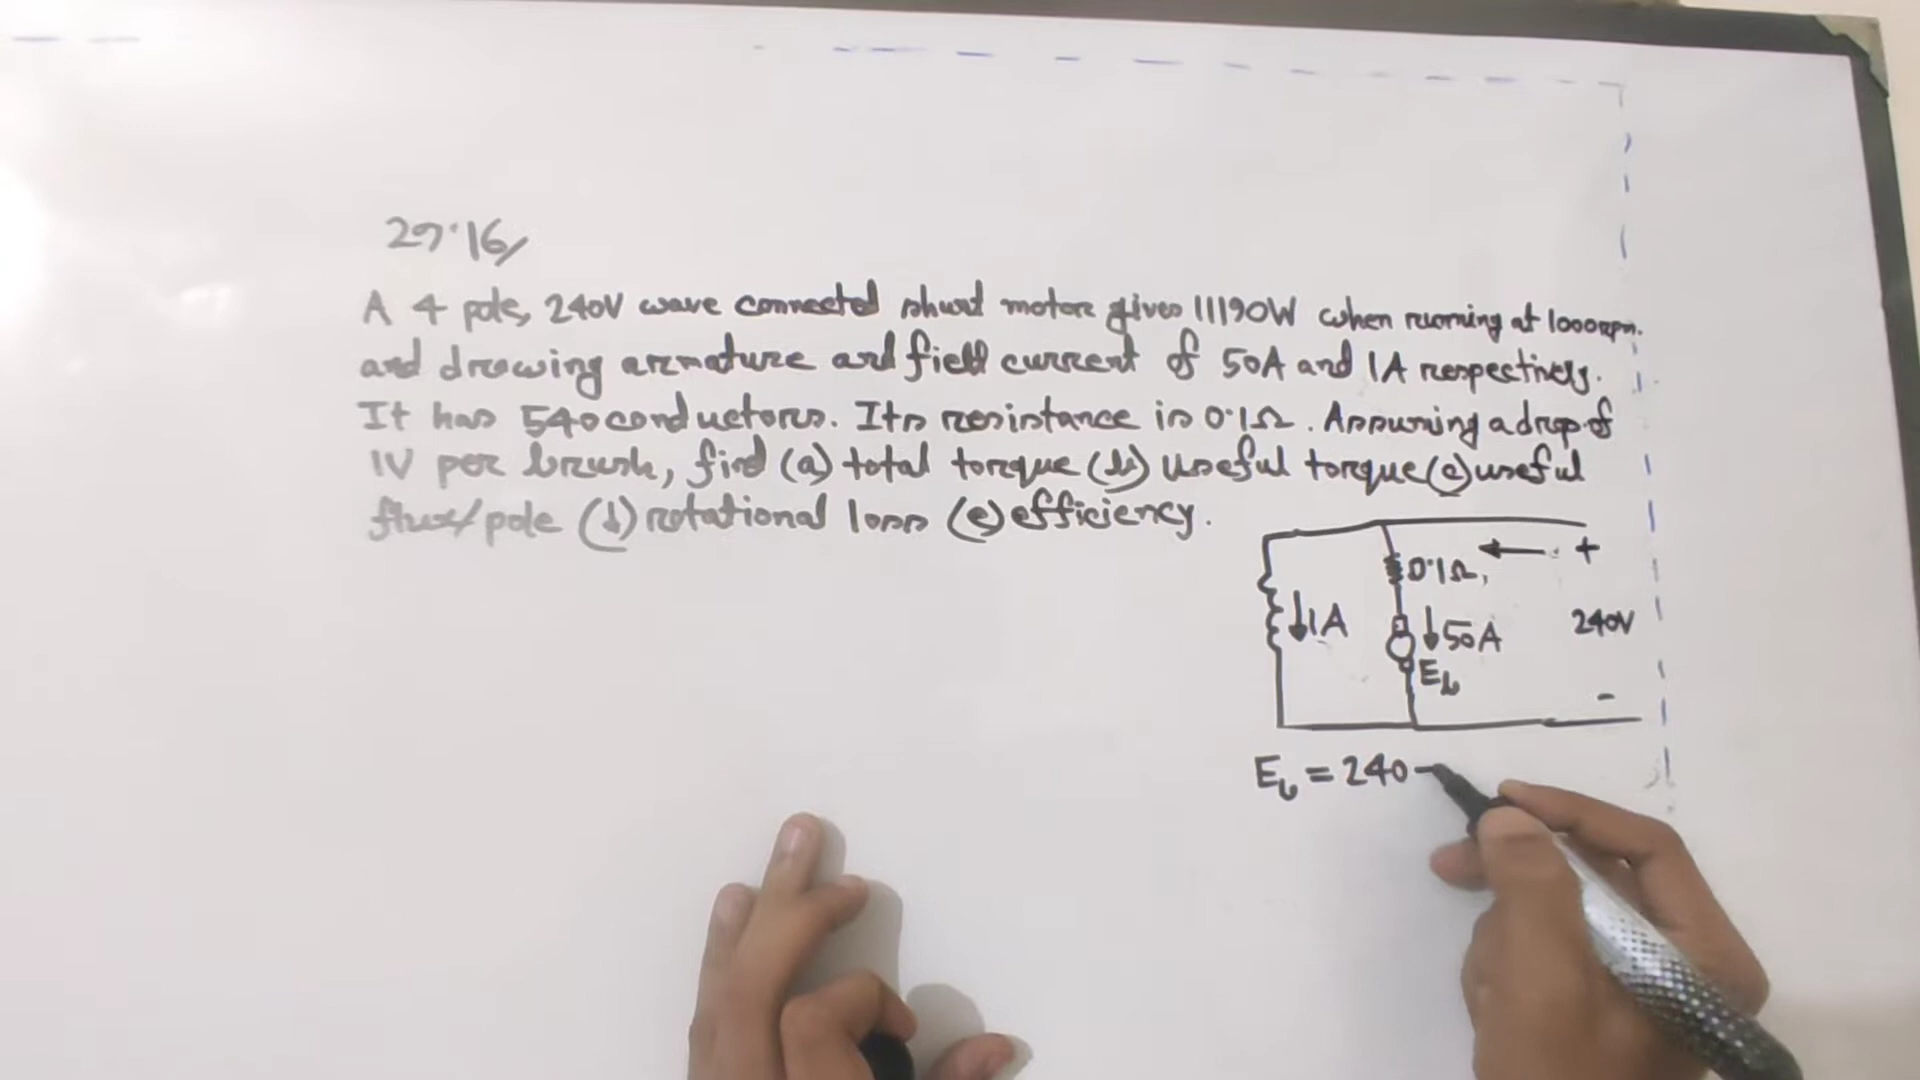 29.16/
A 4 pole, 240V wave connected shunt motor gives 11190W when running at 1000rpm.
and drawing armature and field current of 50A and 1A respectively.
It has 540 conductors. Its resistance is 0.1Ω. Assuming a drop of
1V per brush, find (a) total torque (b) useful torque (c) useful
flux/pole (d) rotational loss (e) efficiency.
0.1Ω,
+
↓1A
↓50A
240V
Eb
-
Eb = 240 -